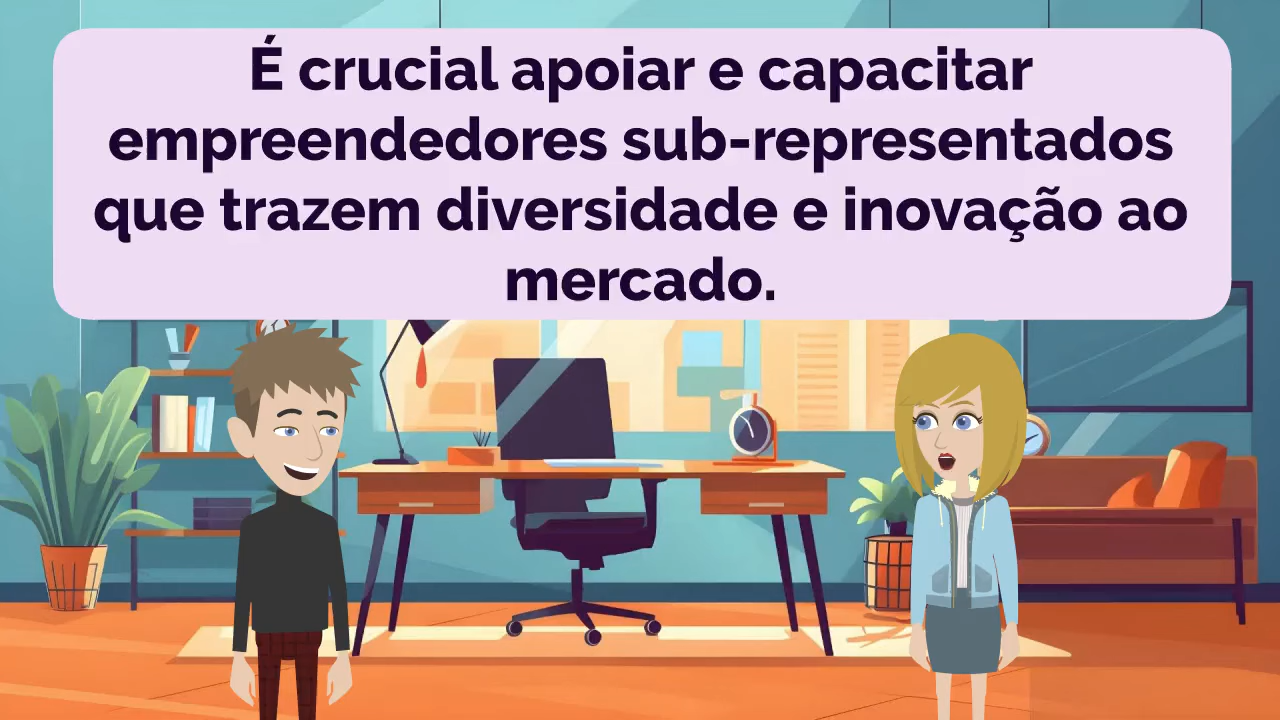 É crucial apoiar e capacitar
empreendedores sub-representados
que trazem diversidade e inovação ao
mercado.